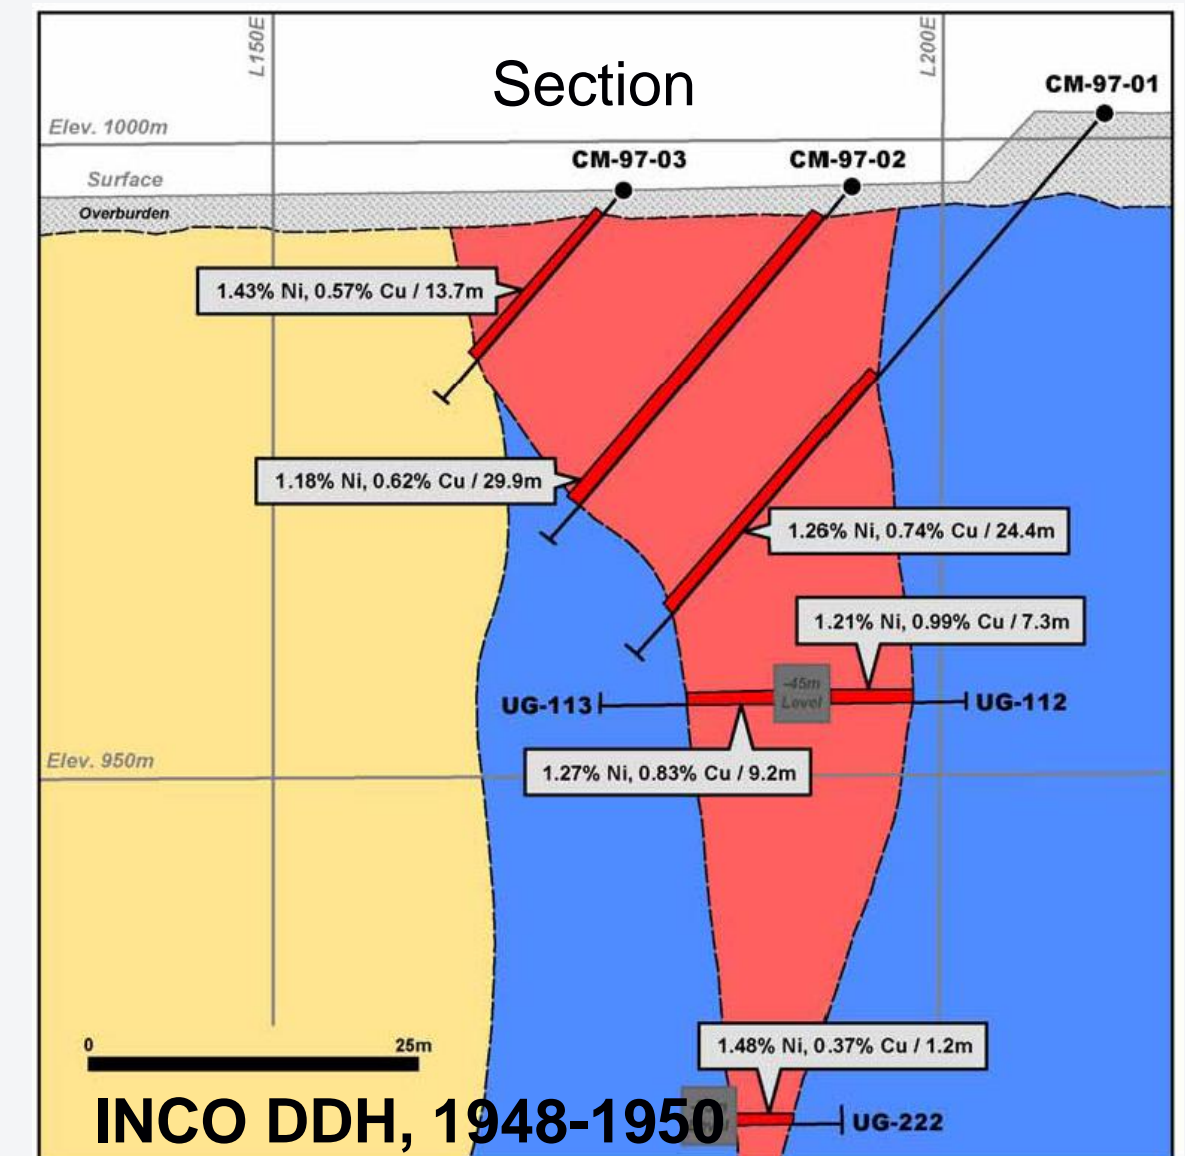 L150E
L200E
Section
CM-97-01
Elev. 1000m
CM-97-03
CM-97-02
Surface
Overburden
1.43% Ni, 0.57% Cu / 13.7m
1.18% Ni, 0.62% Cu / 29.9m
1.26% Ni, 0.74% Cu / 24.4m
1.21% Ni, 0.99% Cu / 7.3m
-45m
Level
UG-113
UG-112
Elev. 950m
1.27% Ni, 0.83% Cu / 9.2m
0
25m
1.48% Ni, 0.37% Cu / 1.2m
INCO DDH, 1948-1950
UG-222